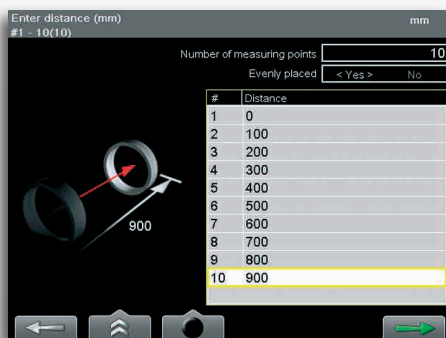 Enter distance (mm) mm
#1 - 10(10)
Number of measuring points 10
Evenly placed < Yes > No
# Distance
1 0
2 100
3 200
4 300
5 400
6 500
7 600
8 700
9 800
10 900
900